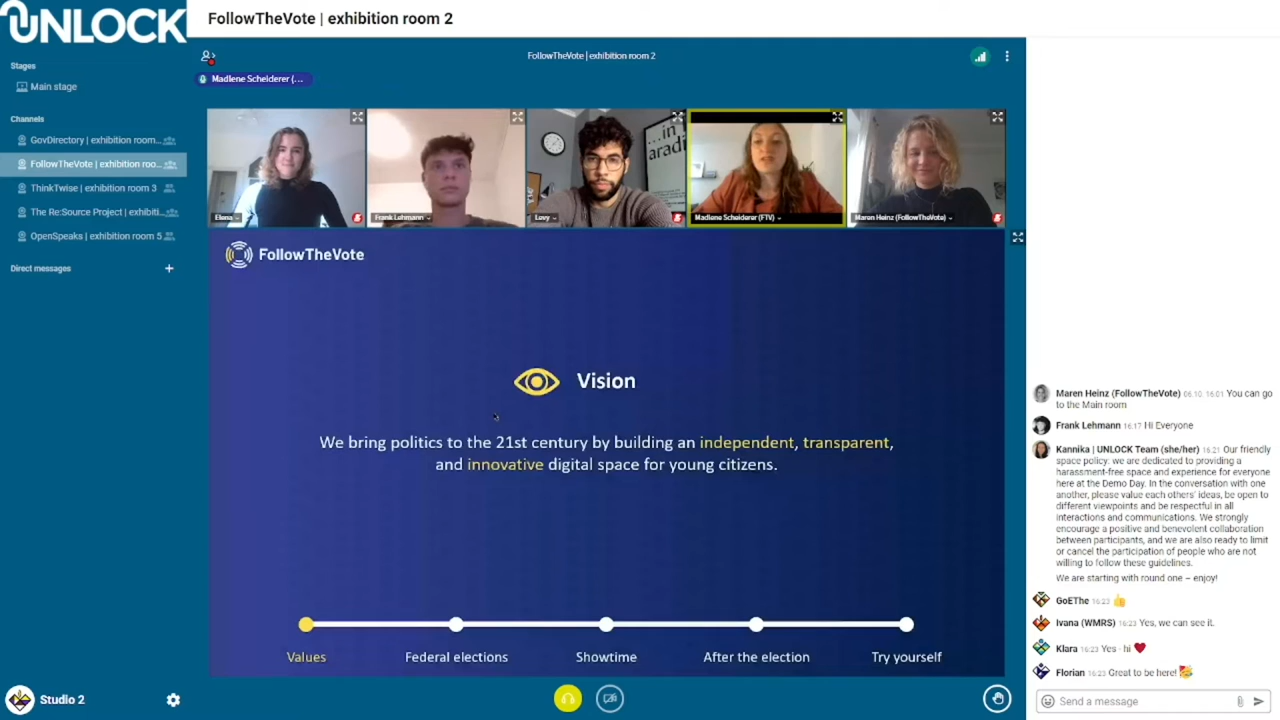 UNLOCK
FollowTheVote | exhibition room 2
Stages
Main stage
Channels
GovDirectory | exhibition room...
FollowTheVote | exhibition roo...
ThinkTwise | exhibition room 3
The Re:Source Project | exhibiti...
OpenSpeaks | exhibition room 5
Direct messages
+
Studio 2
FollowTheVote | exhibition room 2
Madlene Scheiderer (...
...in
aradi
Elena
Frank Lehmann
Levy
Madlene Scheiderer (FTV)
Maren Heinz (FollowTheVote)
FollowTheVote
Vision
We bring politics to the 21st century by building an independent, transparent,
and innovative digital space for young citizens.
Values
Federal elections
Showtime
After the election
Try yourself
Maren Heinz (FollowTheVote) 06.10. 16:01 You can go
to the Main room
Frank Lehmann 16:17 Hi Everyone
Kannika | UNLOCK Team (she/her) 16:21 Our friendly
space policy: we are dedicated to providing a
harassment-free space and experience for everyone
here at the Demo Day. In the conversation with one
another, please value each others' ideas, be open to
different viewpoints and be respectful in all
interactions and communications. We strongly
encourage a positive and benevolent collaboration
between participants, and we are also ready to limit
or cancel the participation of people who are not
willing to follow these guidelines.
We are starting with round one – enjoy!
GoEThe 16:23 👍
Ivana (WMRS) 16:23 Yes, we can see it.
Klara 16:23 Yes - hi ♥
Florian 16:23 Great to be here! 🥳
Send a message